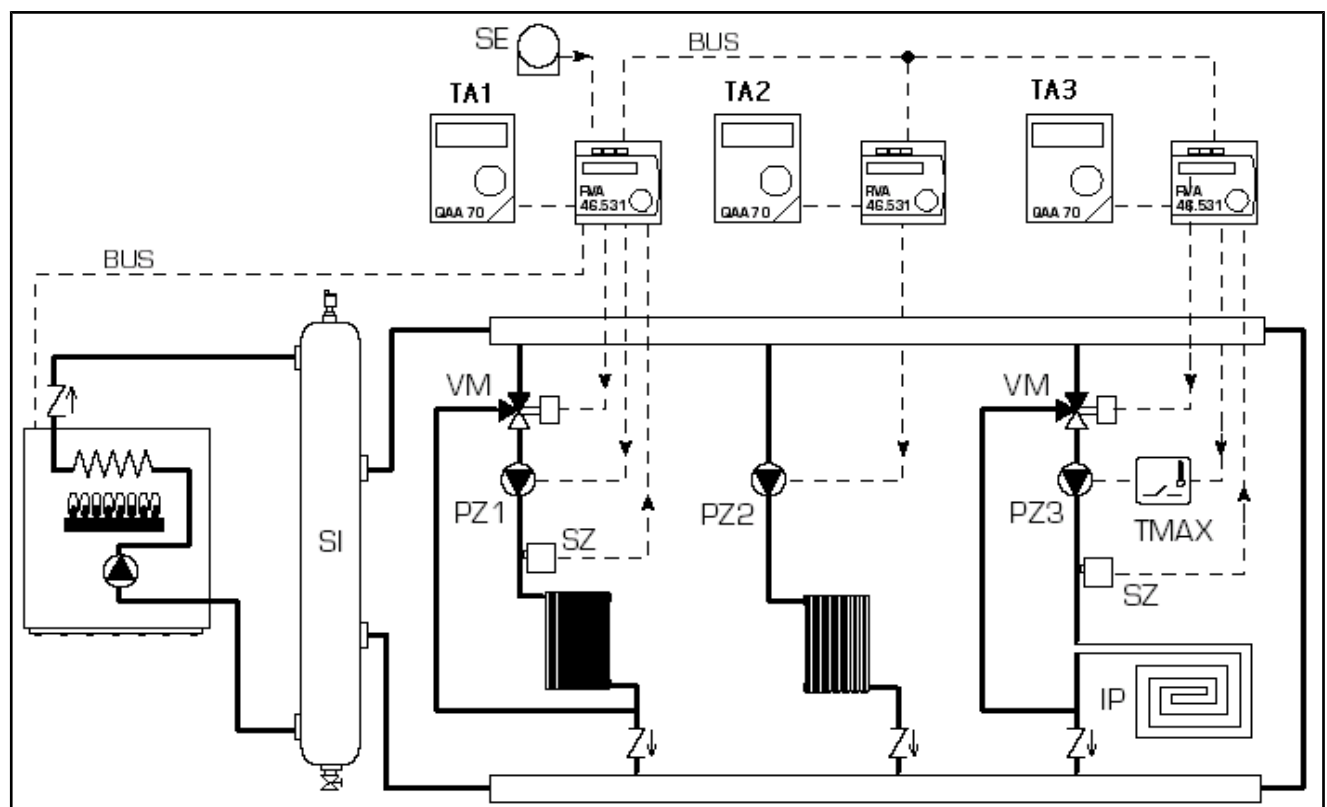 SE
BUS
TA1
TA2
TA3
RVA
46.531
QAA 70
RVA
46.531
QAA 70
RVA
46.531
QAA 70
BUS
VM
VM
PZ1
PZ2
PZ3
TMAX
SI
SZ
SZ
IP